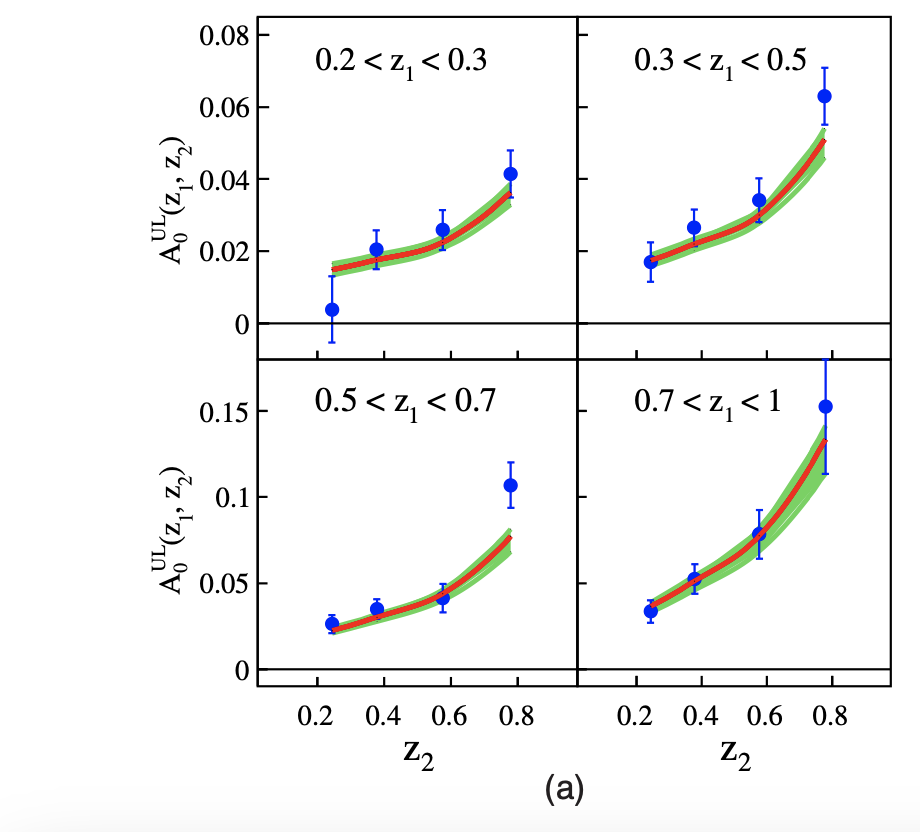 0.08
0.06
0.04
0.02
0
A₀ᵁᴸ(z₁, z₂)
0.2 < z₁ < 0.3
0.3 < z₁ < 0.5
0.15
0.1
0.05
0
A₀ᵁᴸ(z₁, z₂)
0.5 < z₁ < 0.7
0.7 < z₁ < 1
0.2 0.4 0.6 0.8
0.2 0.4 0.6 0.8
z₂
z₂
(a)